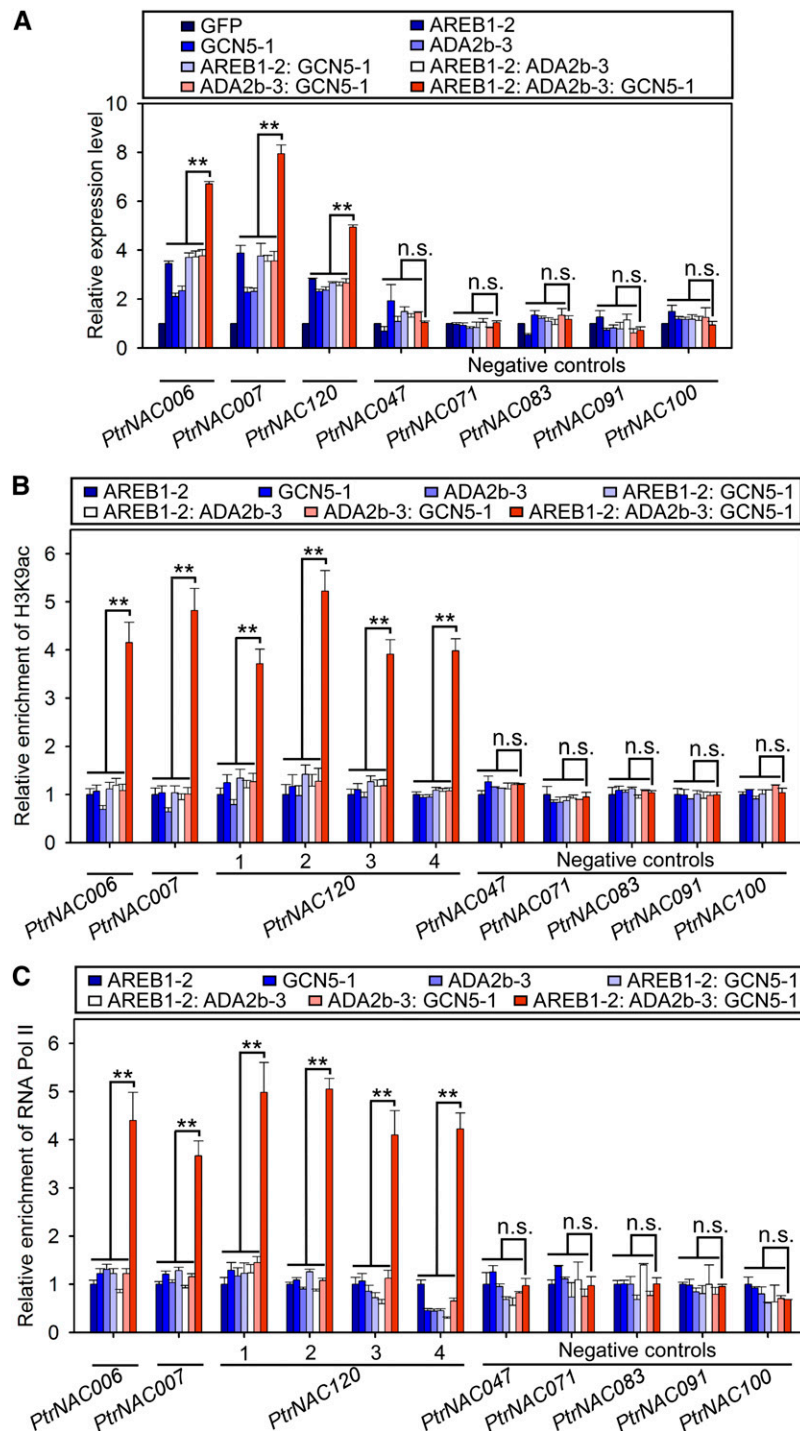 A
GFP AREB1-2
GCN5-1 ADA2b-3
AREB1-2: GCN5-1 AREB1-2: ADA2b-3
ADA2b-3: GCN5-1 AREB1-2: ADA2b-3: GCN5-1
Relative expression level
10
8
6
4
2
0
** ** ** n.s. n.s. n.s. n.s. n.s.
Negative controls
PtrNAC006 PtrNAC007 PtrNAC120 PtrNAC047 PtrNAC071 PtrNAC083 PtrNAC091 PtrNAC100
B
AREB1-2 GCN5-1 ADA2b-3 AREB1-2: GCN5-1
AREB1-2: ADA2b-3 ADA2b-3: GCN5-1 AREB1-2: ADA2b-3: GCN5-1
Relative enrichment of H3K9ac
6
5
4
3
2
1
0
** ** ** ** ** ** n.s. n.s. n.s. n.s. n.s.
1 2 3 4 Negative controls
PtrNAC006 PtrNAC007 PtrNAC120 PtrNAC047 PtrNAC071 PtrNAC083 PtrNAC091 PtrNAC100
C
AREB1-2 GCN5-1 ADA2b-3 AREB1-2: GCN5-1
AREB1-2: ADA2b-3 ADA2b-3: GCN5-1 AREB1-2: ADA2b-3: GCN5-1
Relative enrichment of RNA Pol II
6
5
4
3
2
1
0
** ** ** ** ** ** n.s. n.s. n.s. n.s. n.s.
1 2 3 4 Negative controls
PtrNAC006 PtrNAC007 PtrNAC120 PtrNAC047 PtrNAC071 PtrNAC083 PtrNAC091 PtrNAC100